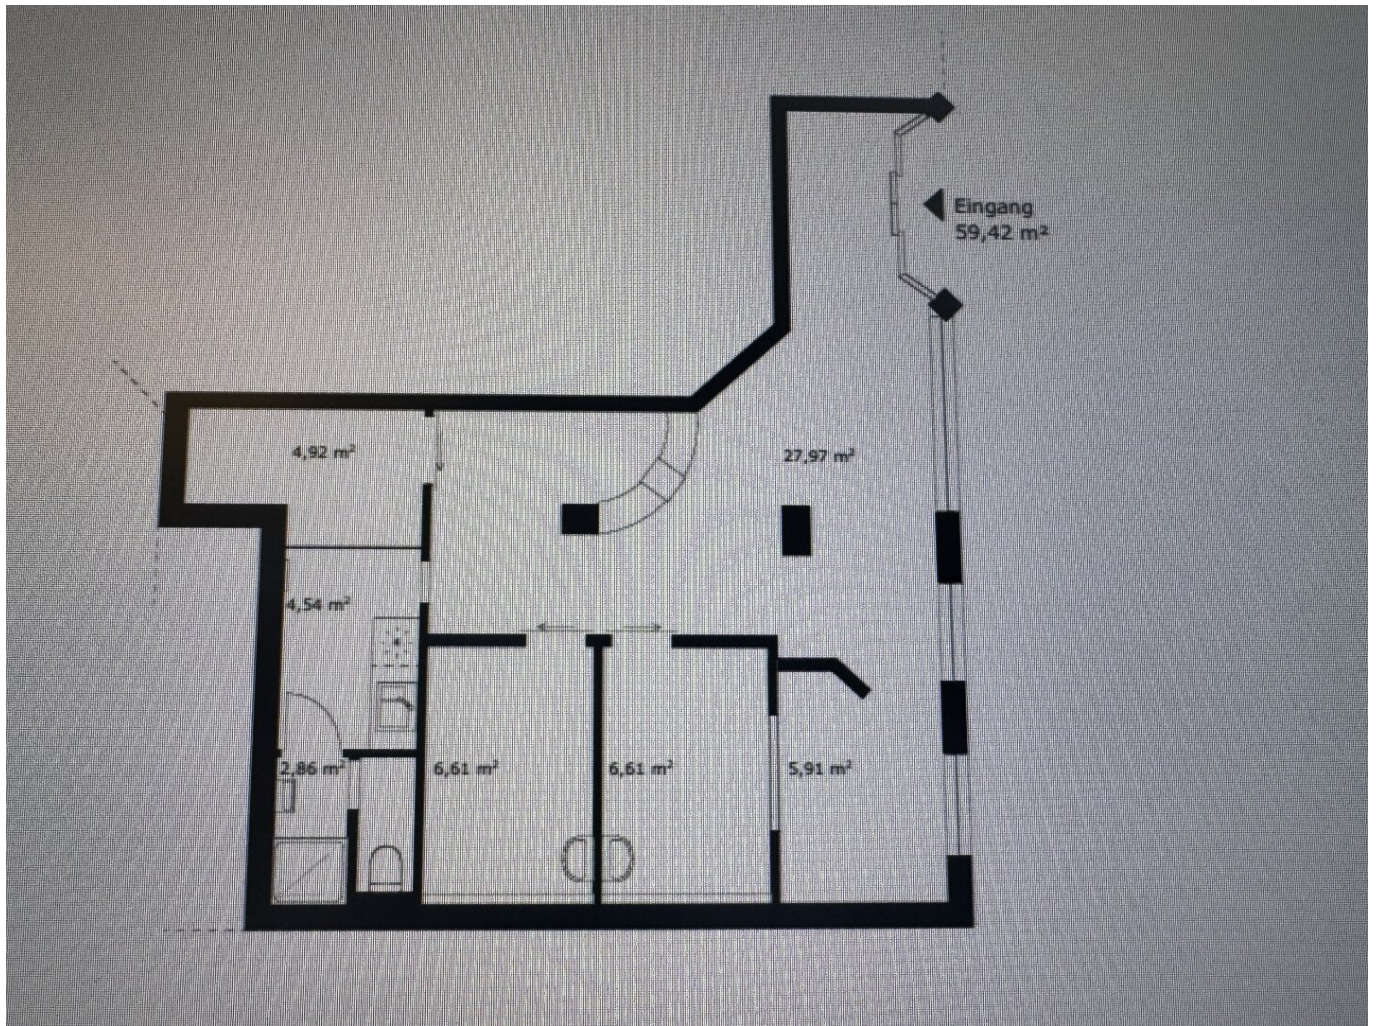 Eingang
59,42 m²
4,92 m²
27,97 m²
4,54 m²
2,86 m²
6,61 m²
6,61 m²
5,91 m²